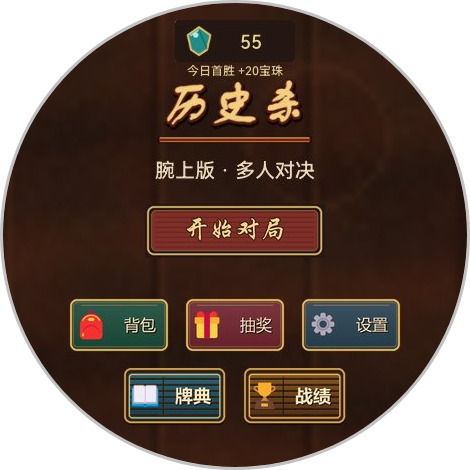 55
今日首胜 +20宝珠
历史杀
腕上版 · 多人对决
开始对局
背包 抽奖 设置
牌典 战绩